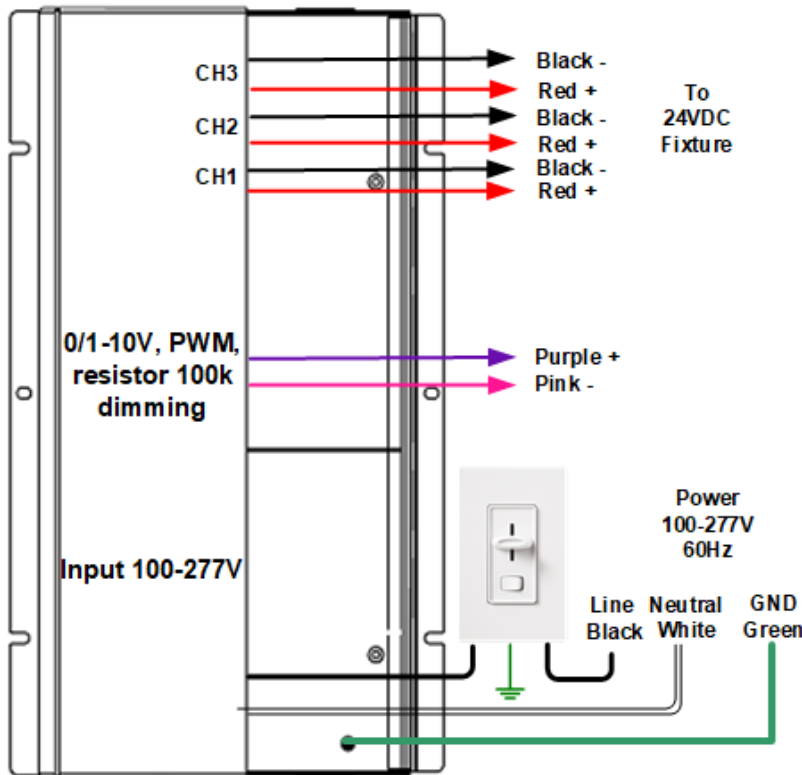 CH3
Black -
Red +
CH2
Black -
Red +
CH1
Black -
Red +
To
24VDC
Fixture
0/1-10V, PWM,
resistor 100k
dimming
Purple +
Pink -
Input 100-277V
Power
100-277V
60Hz
Line
Black
Neutral
White
GND
Green